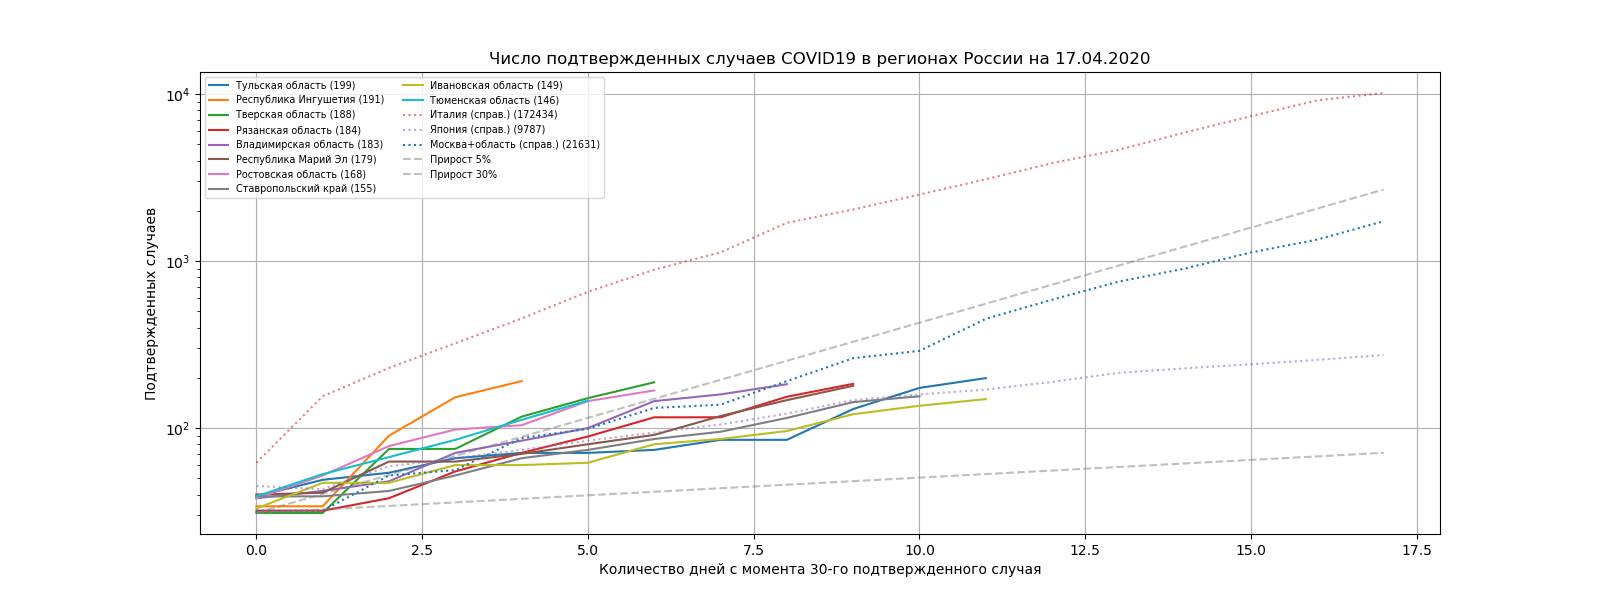 Число подтвержденных случаев COVID19 в регионах России на 17.04.2020
Тульская область (199)
Республика Ингушетия (191)
Тверская область (188)
Рязанская область (184)
Владимирская область (183)
Республика Марий Эл (179)
Ростовская область (168)
Ставропольский край (155)
Ивановская область (149)
Тюменская область (146)
Италия (справ.) (172434)
Япония (справ.) (9787)
Москва+область (справ.) (21631)
Прирост 5%
Прирост 30%
Подтвержденных случаев
10⁴
10³
10²
0.0 2.5 5.0 7.5 10.0 12.5 15.0 17.5
Количество дней с момента 30-го подтвержденного случая